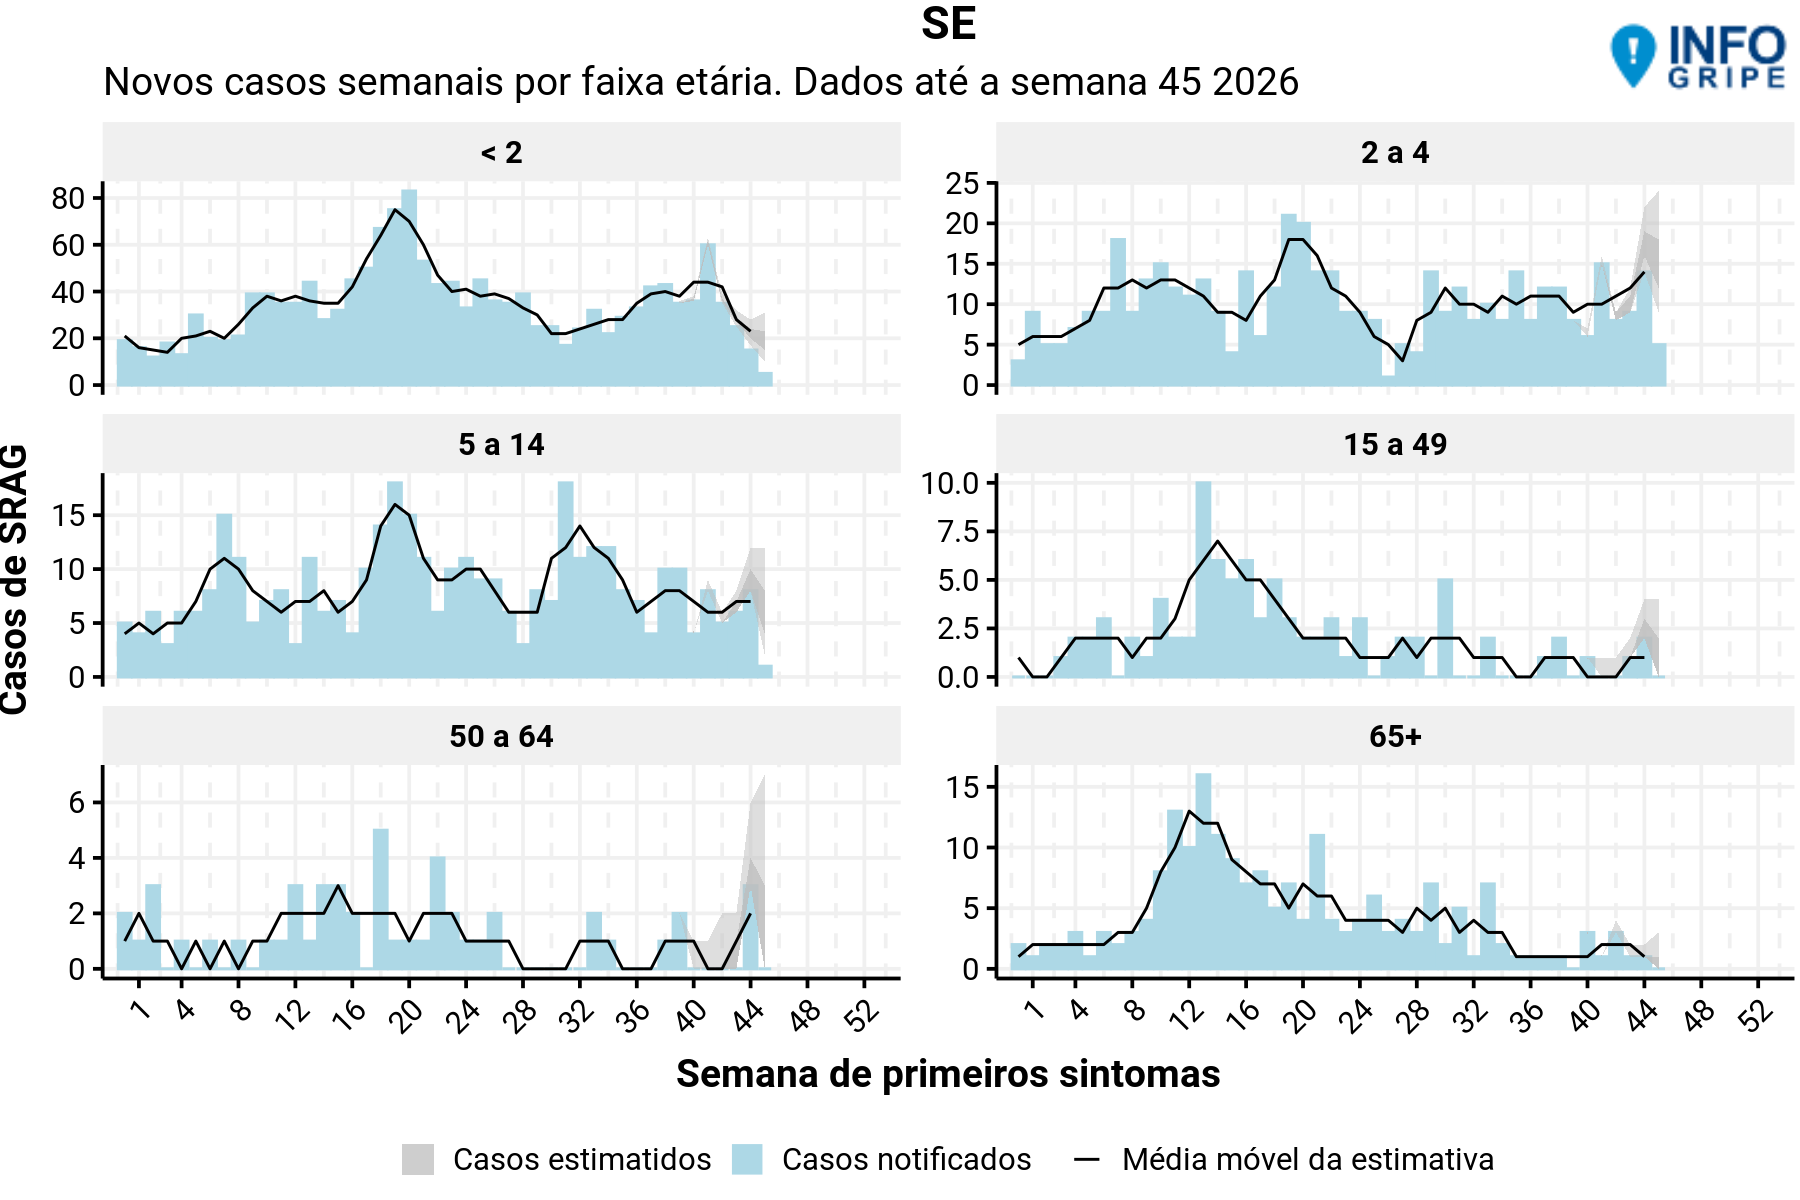 SE
INFO
GRIPE
Novos casos semanais por faixa etária. Dados até a semana 45 2026
< 2
80
60
40
20
0
2 a 4
25
20
15
10
5
0
5 a 14
15
10
5
0
15 a 49
10.0
7.5
5.0
2.5
0.0
50 a 64
6
4
2
0
65+
15
10
5
0
Casos de SRAG
1 4 8 12 16 20 24 28 32 36 40 44 48 52
1 4 8 12 16 20 24 28 32 36 40 44 48 52
Semana de primeiros sintomas
Casos estimatidos Casos notificados Média móvel da estimativa